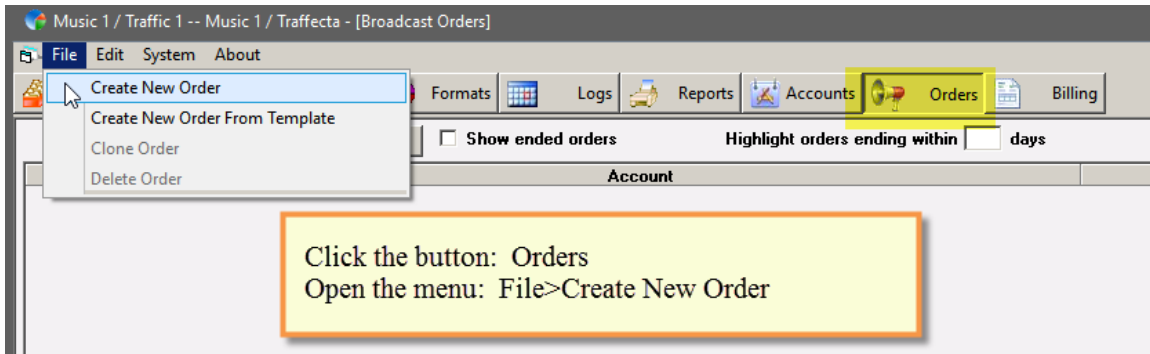 Music 1 / Traffic 1 -- Music 1 / Traffecta - [Broadcast Orders]
File Edit System About
Create New Order
Formats Logs Reports Accounts Orders Billing
Create New Order From Template
Show ended orders Highlight orders ending within days
Clone Order
Delete Order
Account
Click the button: Orders
Open the menu: File>Create New Order